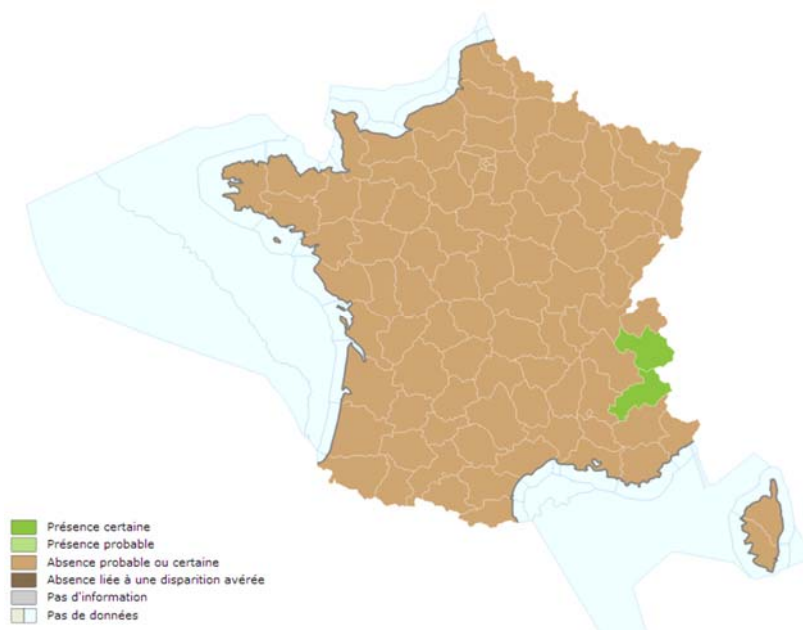 Présence certaine
Présence probable
Absence probable ou certaine
Absence liée à une disparition avérée
Pas d'information
Pas de données